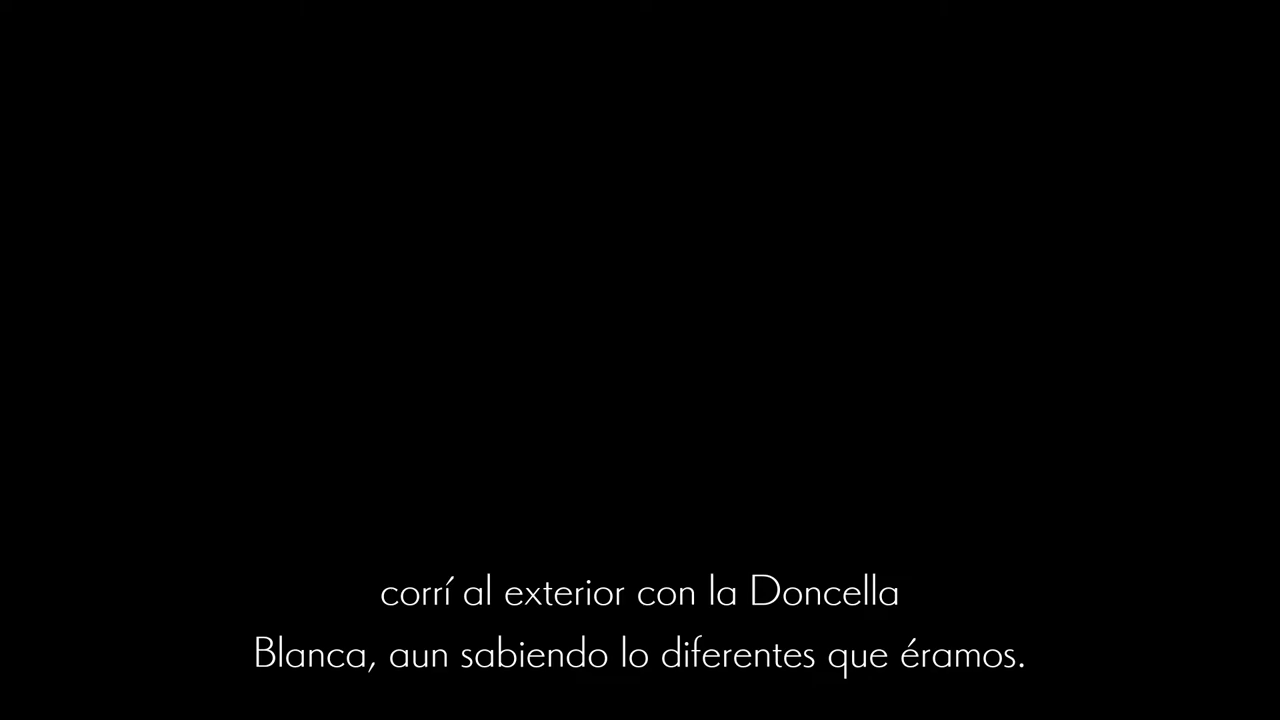 corrí al exterior con la Doncella
Blanca, aun sabiendo lo diferentes que éramos.